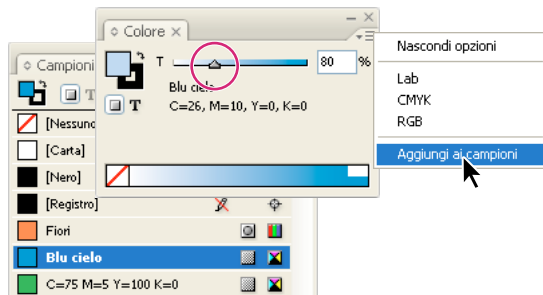 Colore
T 80 %
Blu cielo
C=26, M=10, Y=0, K=0
T
Nascondi opzioni
Lab
CMYK
RGB
Aggiungi ai campioni
Campioni
T
[Nessuno
[Carta]
[Nero]
[Registro]
Fiori
Blu cielo
C=75 M=5 Y=100 K=0